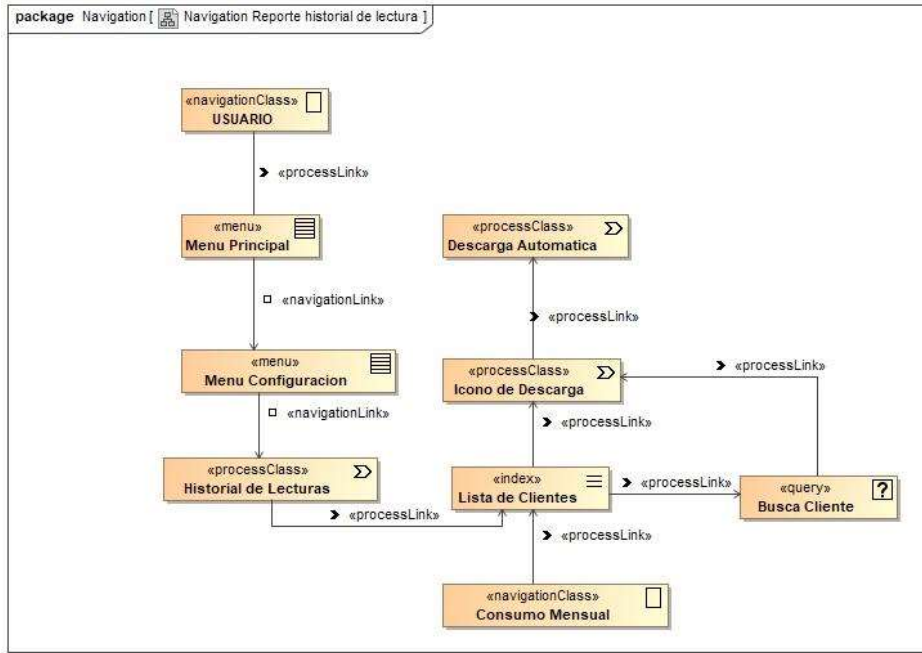 package Navigation [ Navigation Reporte historial de lectura ]
«navigationClass»
USUARIO
«processLink»
«menu»
Menu Principal
«navigationLink»
«menu»
Menu Configuracion
«navigationLink»
«processClass»
Historial de Lecturas
«processLink»
«processClass»
Descarga Automatica
«processLink»
«processClass»
Icono de Descarga
«processLink»
«processLink»
«index»
Lista de Clientes
«processLink»
«query»
Busca Cliente
«processLink»
«navigationClass»
Consumo Mensual